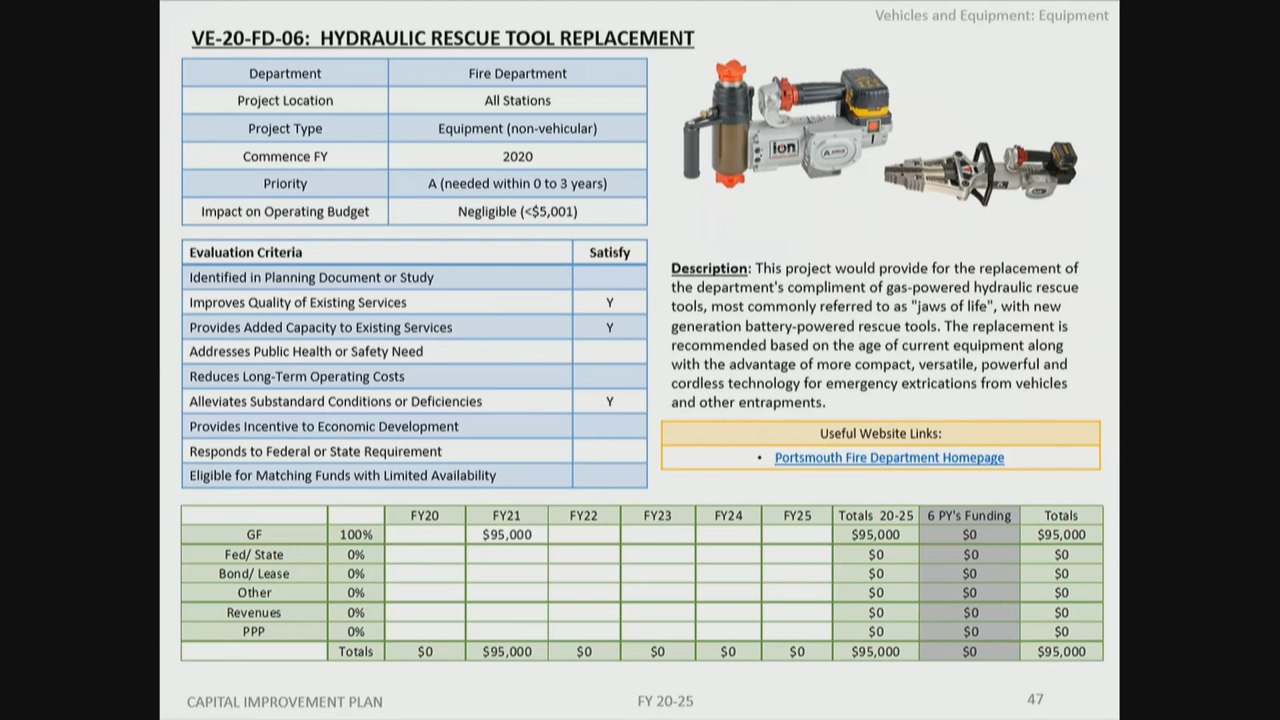 Vehicles and Equipment: Equipment
VE-20-FD-06: HYDRAULIC RESCUE TOOL REPLACEMENT
Department Fire Department
Project Location All Stations
Project Type Equipment (non-vehicular)
Commence FY 2020
Priority A (needed within 0 to 3 years)
Impact on Operating Budget Negligible (<$5,001)
ion
Evaluation Criteria Satisfy
Identified in Planning Document or Study
Improves Quality of Existing Services Y
Provides Added Capacity to Existing Services Y
Addresses Public Health or Safety Need
Reduces Long-Term Operating Costs
Alleviates Substandard Conditions or Deficiencies Y
Provides Incentive to Economic Development
Responds to Federal or State Requirement
Eligible for Matching Funds with Limited Availability
Description: This project would provide for the replacement of
the department's compliment of gas-powered hydraulic rescue
tools, most commonly referred to as "jaws of life", with new
generation battery-powered rescue tools. The replacement is
recommended based on the age of current equipment along
with the advantage of more compact, versatile, powerful and
cordless technology for emergency extrications from vehicles
and other entrapments.
Useful Website Links:
• Portsmouth Fire Department Homepage
FY20 FY21 FY22 FY23 FY24 FY25 Totals 20-25 6 PY's Funding Totals
GF 100% $95,000 $95,000 $0 $95,000
Fed/ State 0% $0 $0 $0
Bond/ Lease 0% $0 $0 $0
Other 0% $0 $0 $0
Revenues 0% $0 $0 $0
PPP 0% $0 $0 $0
Totals $0 $95,000 $0 $0 $0 $0 $95,000 $0 $95,000
CAPITAL IMPROVEMENT PLAN FY 20-25 47